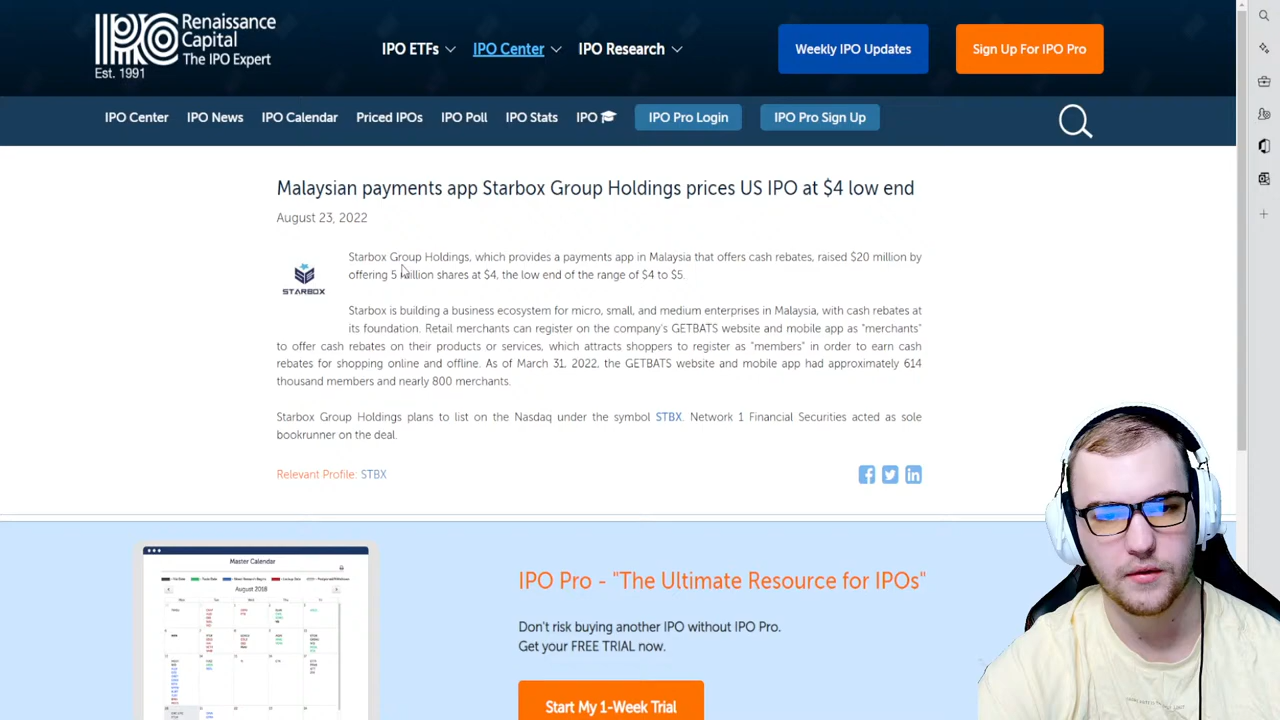 IPO
Renaissance
Capital
The IPO Expert
Est. 1991
IPO ETFs
IPO Center
IPO Research
Weekly IPO Updates
Sign Up For IPO Pro
IPO Center
IPO News
IPO Calendar
Priced IPOs
IPO Poll
IPO Stats
IPO
IPO Pro Login
IPO Pro Sign Up
Malaysian payments app Starbox Group Holdings prices US IPO at $4 low end
August 23, 2022
STARBOX
Starbox Group Holdings, which provides a payments app in Malaysia that offers cash rebates, raised $20 million by
offering 5 million shares at $4, the low end of the range of $4 to $5.
Starbox is building a business ecosystem for micro, small, and medium enterprises in Malaysia, with cash rebates at
its foundation. Retail merchants can register on the company's GETBATS website and mobile app as "merchants"
to offer cash rebates on their products or services, which attracts shoppers to register as "members" in order to earn cash
rebates for shopping online and offline. As of March 31, 2022, the GETBATS website and mobile app had approximately 614
thousand members and nearly 800 merchants.
Starbox Group Holdings plans to list on the Nasdaq under the symbol STBX. Network 1 Financial Securities acted as sole
bookrunner on the deal.
Relevant Profile: STBX
Master Calendar
August 2018
IPO Pro - "The Ultimate Resource for IPOs"
Don't risk buying another IPO without IPO Pro.
Get your FREE TRIAL now.
Start My 1-Week Trial